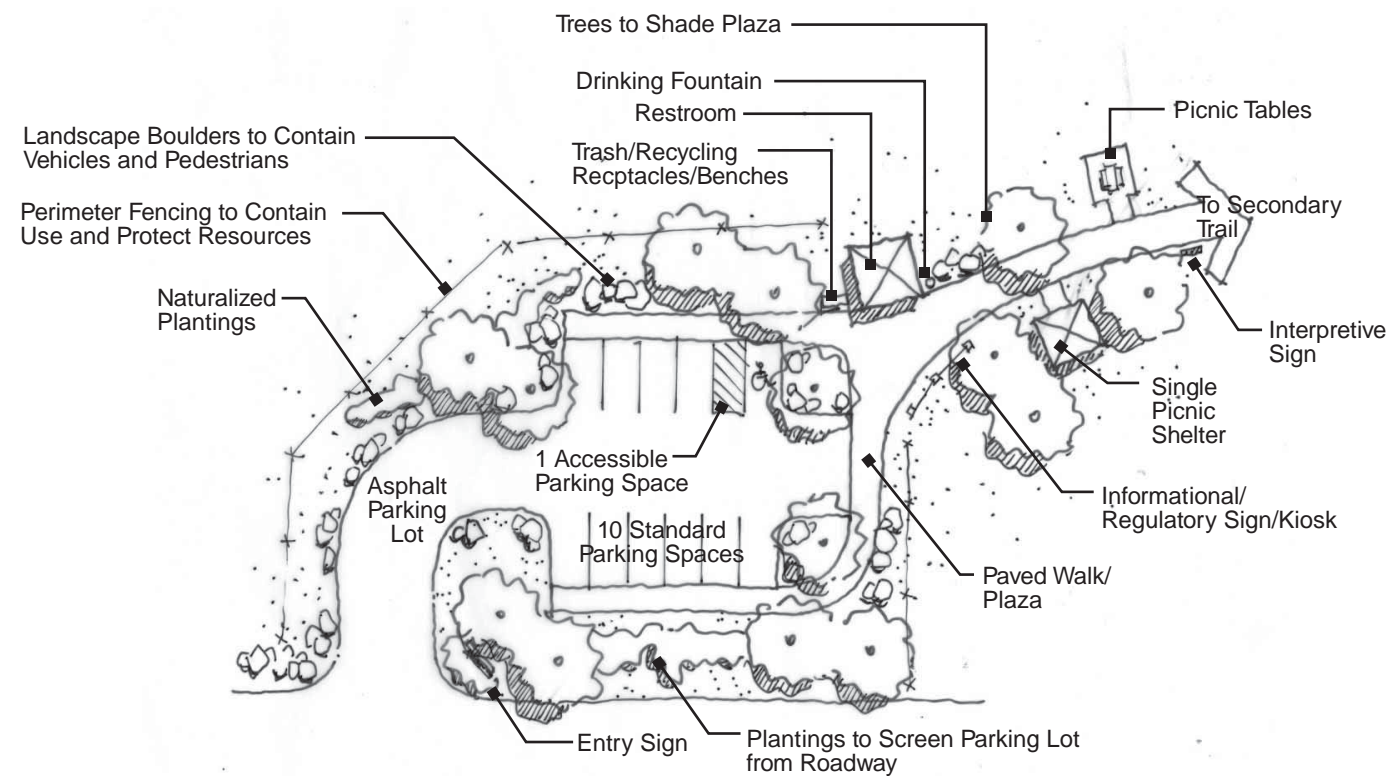 Trees to Shade Plaza
Drinking Fountain
Restroom
Picnic Tables
Landscape Boulders to Contain
Vehicles and Pedestrians
Trash/Recycling
Recptacles/Benches
Perimeter Fencing to Contain
Use and Protect Resources
To Secondary
Trail
Naturalized
Plantings
Interpretive
Sign
Single
Picnic
Shelter
1 Accessible
Parking Space
Asphalt
Parking
Lot
Informational/
Regulatory Sign/Kiosk
10 Standard
Parking Spaces
Paved Walk/
Plaza
Entry Sign
Plantings to Screen Parking Lot
from Roadway